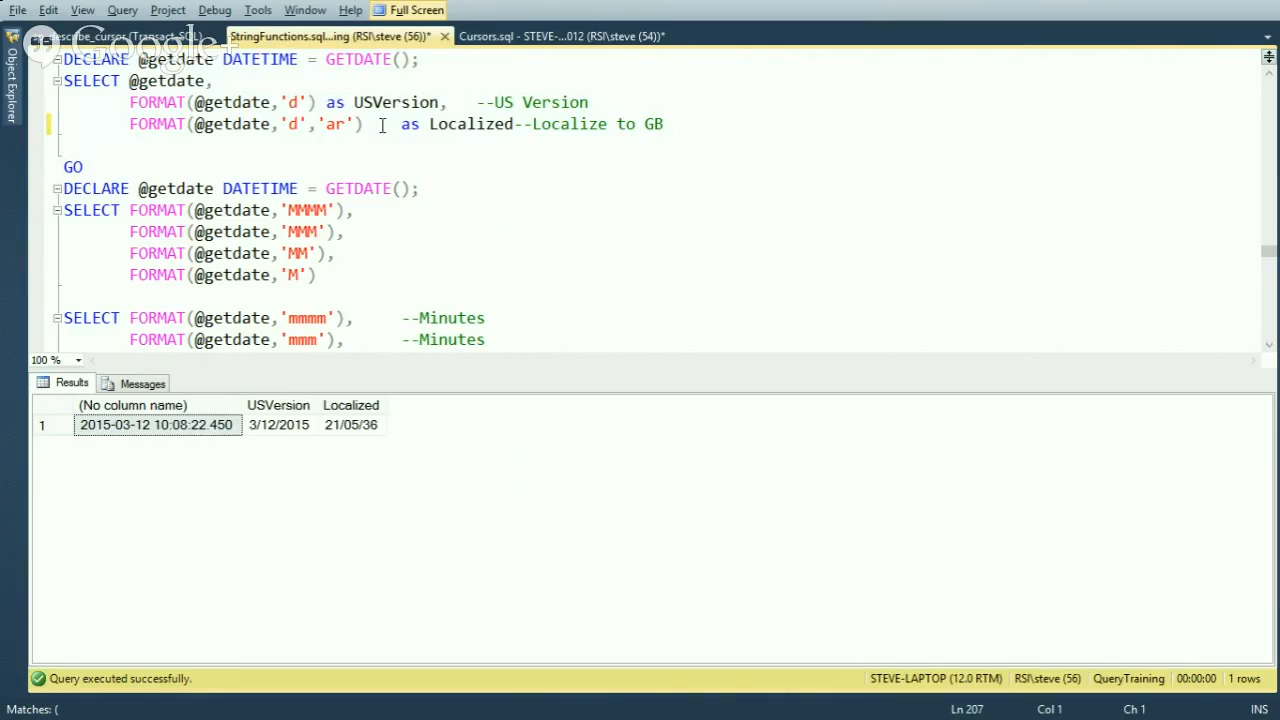 File Edit View Query Project Debug Tools Window Help Full Screen
sp_describe_cursor (Transact-SQL) StringFunctions.sql...ing (RSI\steve (56))* Cursors.sql - STEVE-...012 (RSI\steve (54))*
Google+
Object Explorer
DECLARE @getdate DATETIME = GETDATE();
SELECT @getdate,
FORMAT(@getdate,'d') as USVersion, --US Version
FORMAT(@getdate,'d','ar') as Localized--Localize to GB
GO
DECLARE @getdate DATETIME = GETDATE();
SELECT FORMAT(@getdate,'MMMM'),
FORMAT(@getdate,'MMM'),
FORMAT(@getdate,'MM'),
FORMAT(@getdate,'M')
SELECT FORMAT(@getdate,'mmmm'), --Minutes
FORMAT(@getdate,'mmm'), --Minutes
100 %
Results Messages
(No column name) USVersion Localized
1 2015-03-12 10:08:22.450 3/12/2015 21/05/36
Query executed successfully. STEVE-LAPTOP (12.0 RTM) RSI\steve (56) QueryTraining 00:00:00 1 rows
Matches: ( Ln 207 Col 1 Ch 1 INS